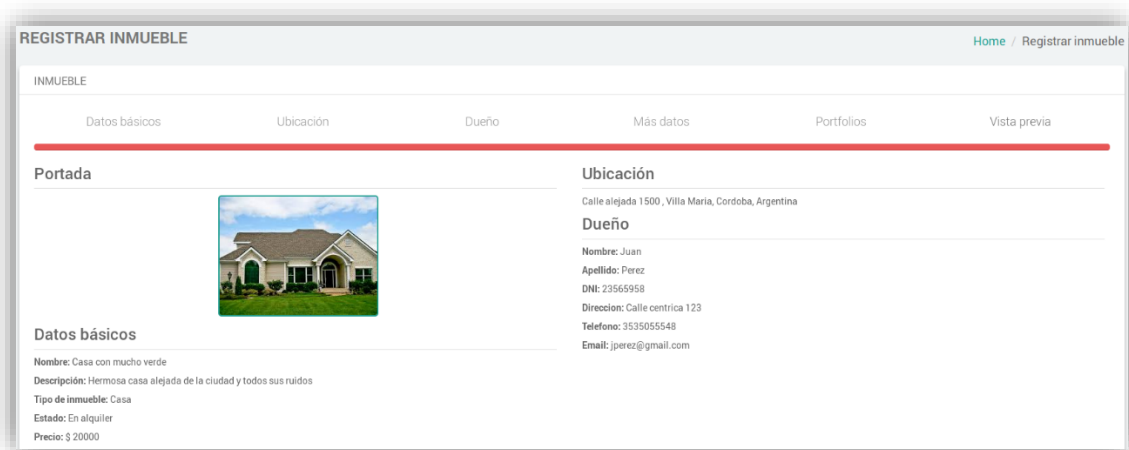 REGISTRAR INMUEBLE
Home / Registrar inmueble
INMUEBLE
Datos básicos
Ubicación
Dueño
Más datos
Portfolios
Vista previa
Portada
Datos básicos
Nombre: Casa con mucho verde
Descripción: Hermosa casa alejada de la ciudad y todos sus ruidos
Tipo de inmueble: Casa
Estado: En alquiler
Precio: $ 20000
Ubicación
Calle alejada 1500 , Villa Maria, Cordoba, Argentina
Dueño
Nombre: Juan
Apellido: Perez
DNI: 23565958
Direccion: Calle centrica 123
Telefono: 3535055548
Email: jperez@gmail.com